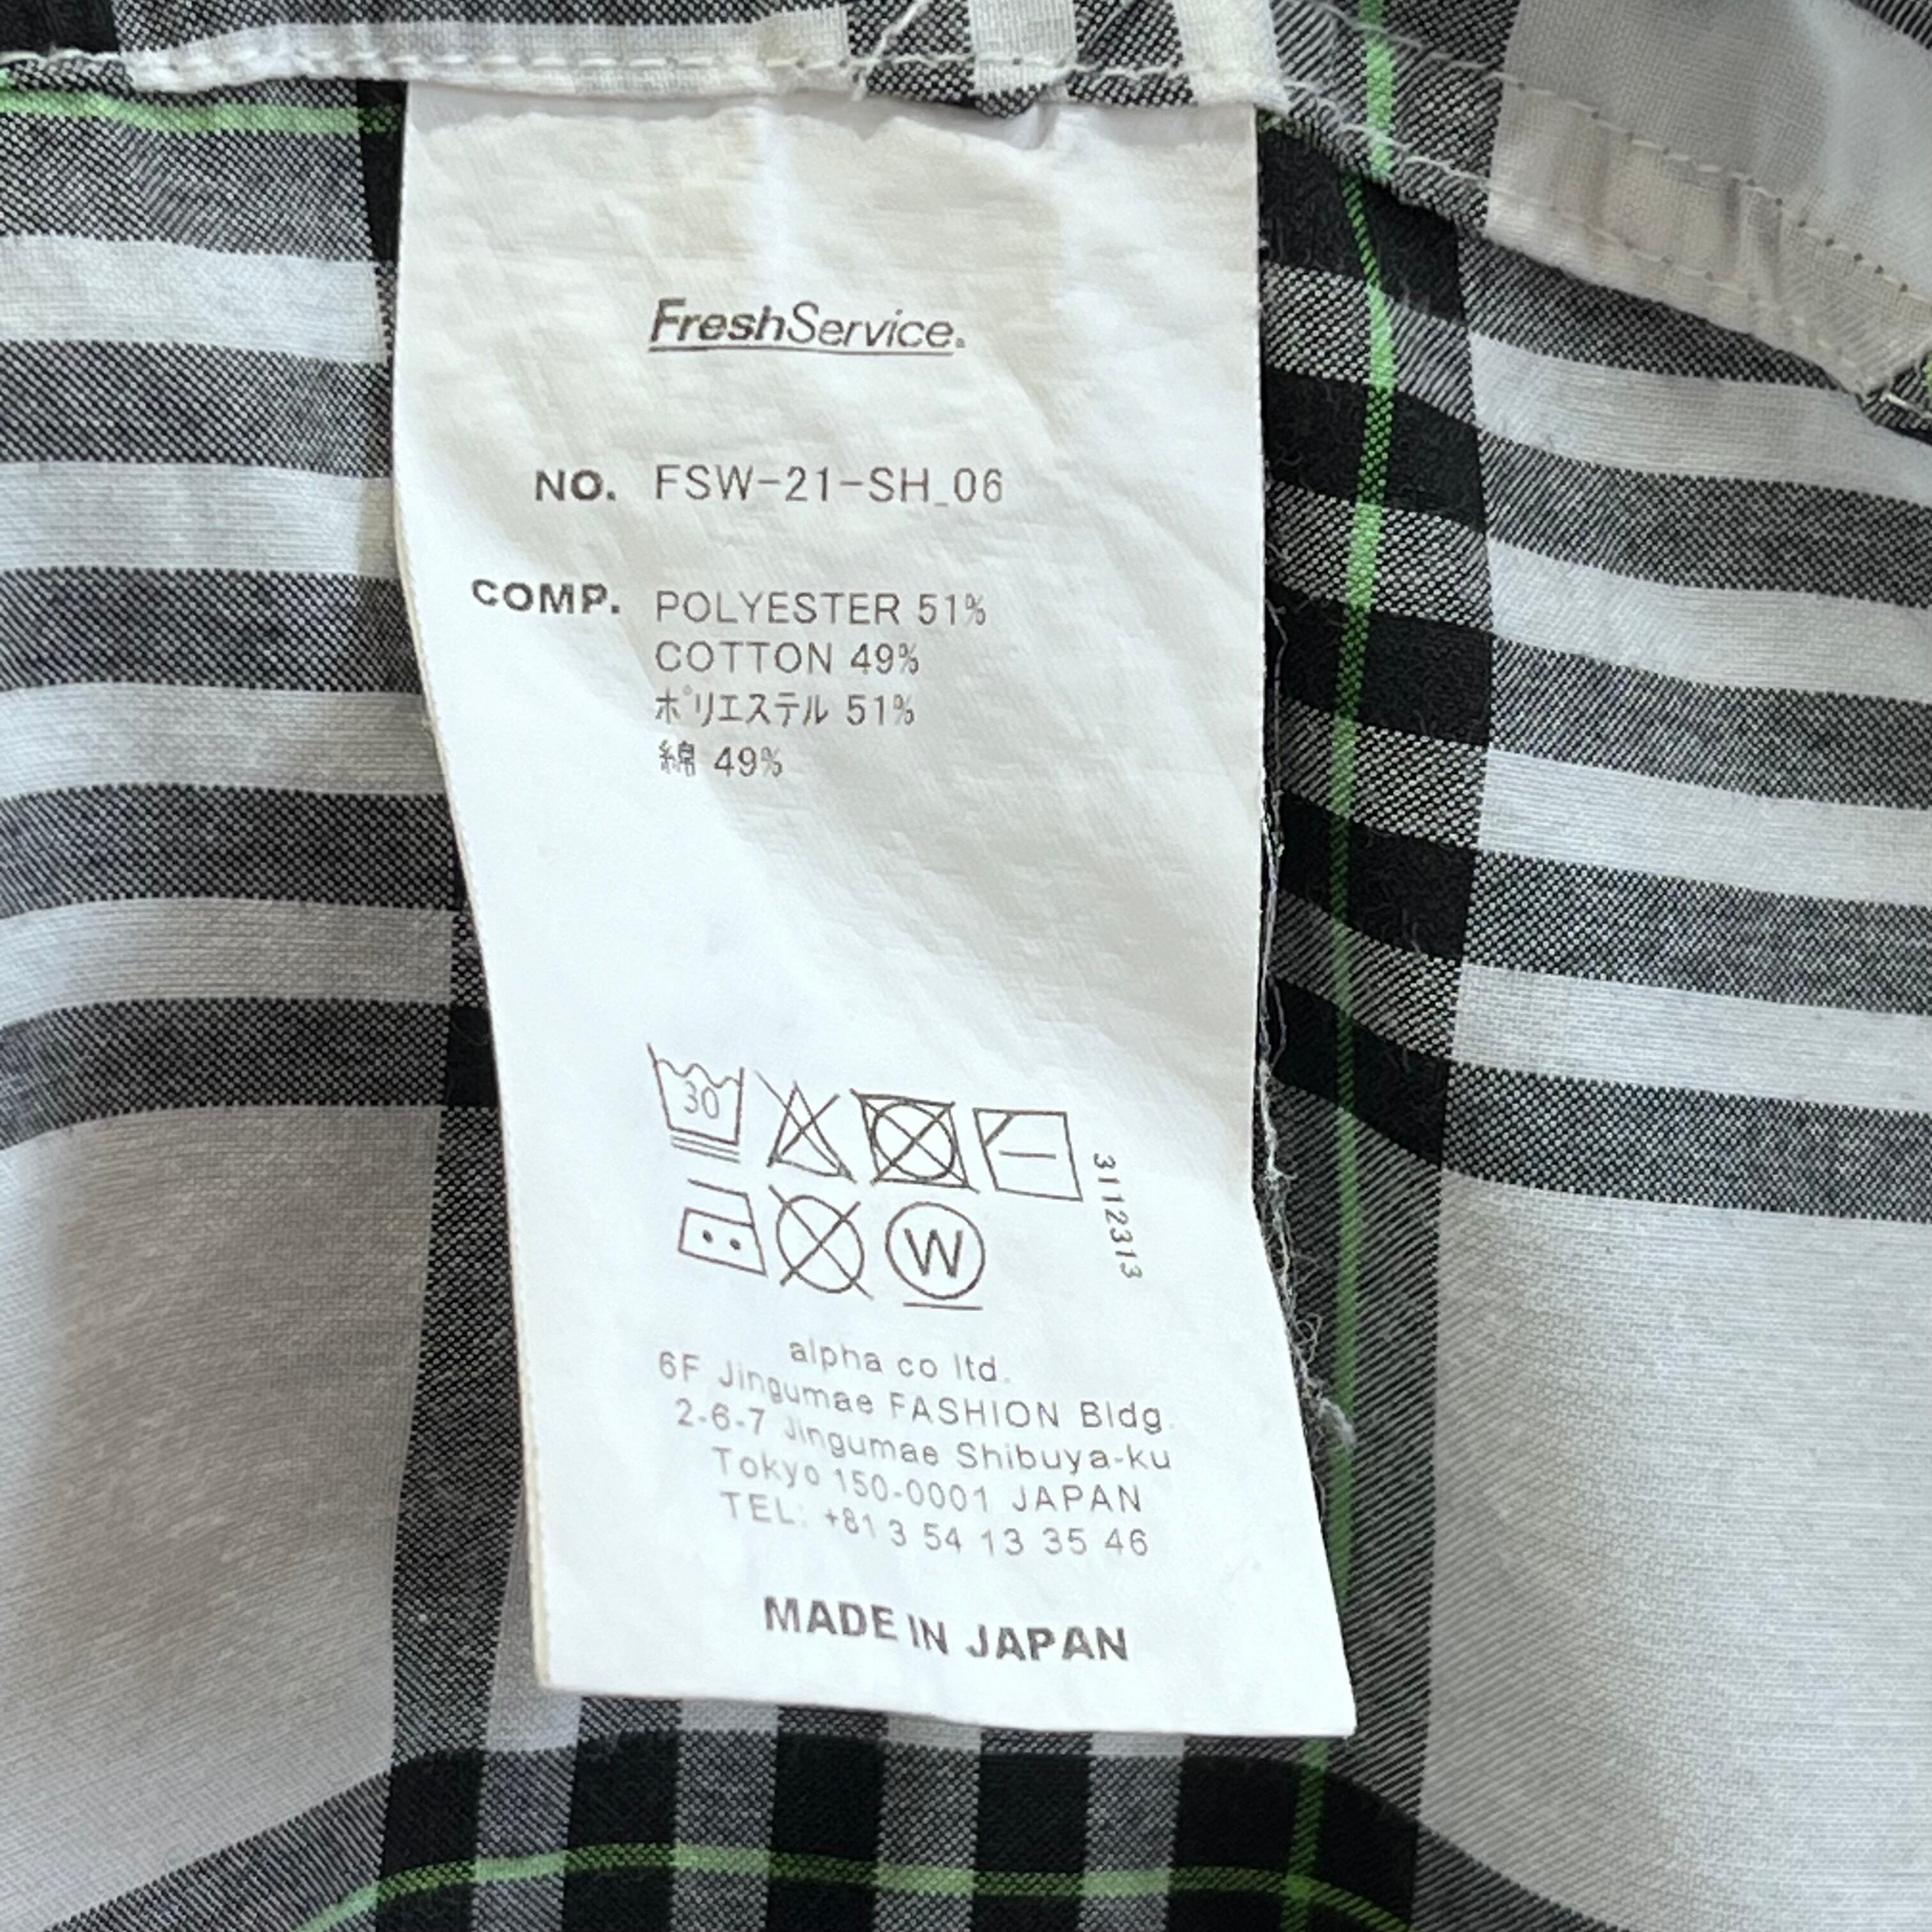 FreshService.
NO. FSW-21-SH_06
COMP. POLYESTER 51%
COTTON 49%
ポリエステル 51%
綿 49%
30
W
3112313
alpha co ltd.
6F Jingumae FASHION Bldg.
2-6-7 Jingumae Shibuya-ku
Tokyo 150-0001 JAPAN
TEL: +81 3 54 13 35 46
MADE IN JAPAN